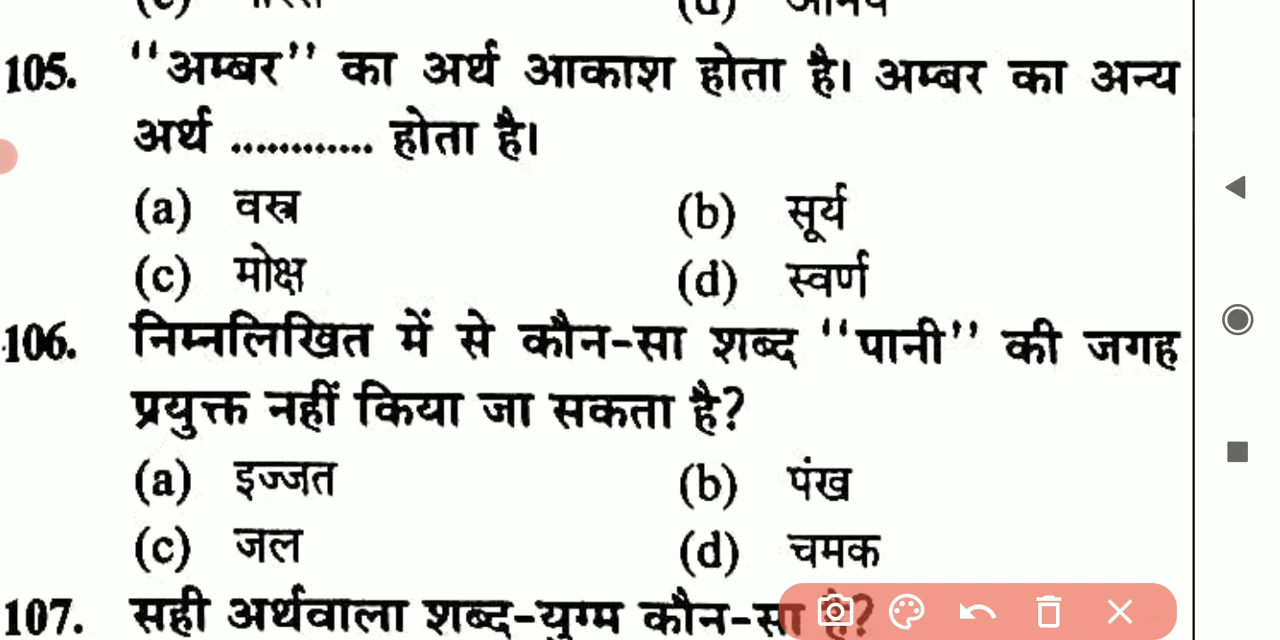 105. “अम्बर” का अर्थ आकाश होता है। अम्बर का अन्य
अर्थ ............ होता है।
(a) वस्त्र (b) सूर्य
(c) मोक्ष (d) स्वर्ण
106. निम्नलिखित में से कौन-सा शब्द “पानी” की जगह
प्रयुक्त नहीं किया जा सकता है?
(a) इज्जत (b) पंख
(c) जल (d) चमक
107. सही अर्थवाला शब्द-युग्म कौन-सा है?